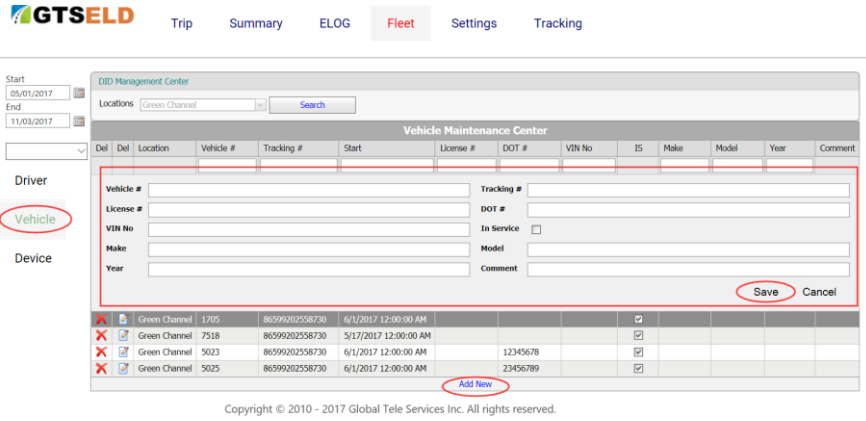 GTSELD
Trip Summary ELOG Fleet Settings Tracking
Start
05/01/2017
End
11/03/2017
Driver
Vehicle
Device
DID Management Center
Locations Green Channel Search
Vehicle Maintenance Center
Del Del Location Vehicle # Tracking # Start License # DOT # VIN No IS Make Model Year Comment
Vehicle # Tracking #
License # DOT #
VIN No In Service
Make Model
Year Comment
Save Cancel
Green Channel 1705 86599202558730 6/1/2017 12:00:00 AM
Green Channel 7518 86599202558730 5/17/2017 12:00:00 AM
Green Channel 5023 86599202558730 6/1/2017 12:00:00 AM 12345678
Green Channel 5025 86599202558730 6/1/2017 12:00:00 AM 23456789
Add New
Copyright © 2010 - 2017 Global Tele Services Inc. All rights reserved.